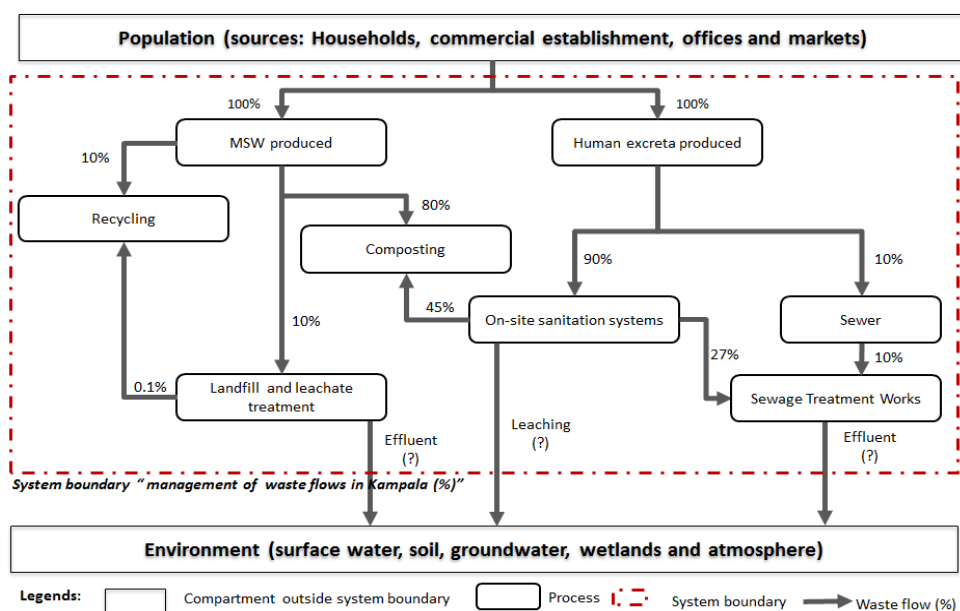 Population (sources: Households, commercial establishment, offices and markets)
100%
100%
MSW produced
Human excreta produced
10%
Recycling
80%
Composting
90%
10%
45%
On-site sanitation systems
Sewer
10%
27%
10%
0.1%
Landfill and leachate
treatment
Sewage Treatment Works
Effluent
(?)
Leaching
(?)
Effluent
(?)
System boundary “ management of waste flows in Kampala (%)”
Environment (surface water, soil, groundwater, wetlands and atmosphere)
Legends:
Compartment outside system boundary
Process
System boundary
Waste flow (%)